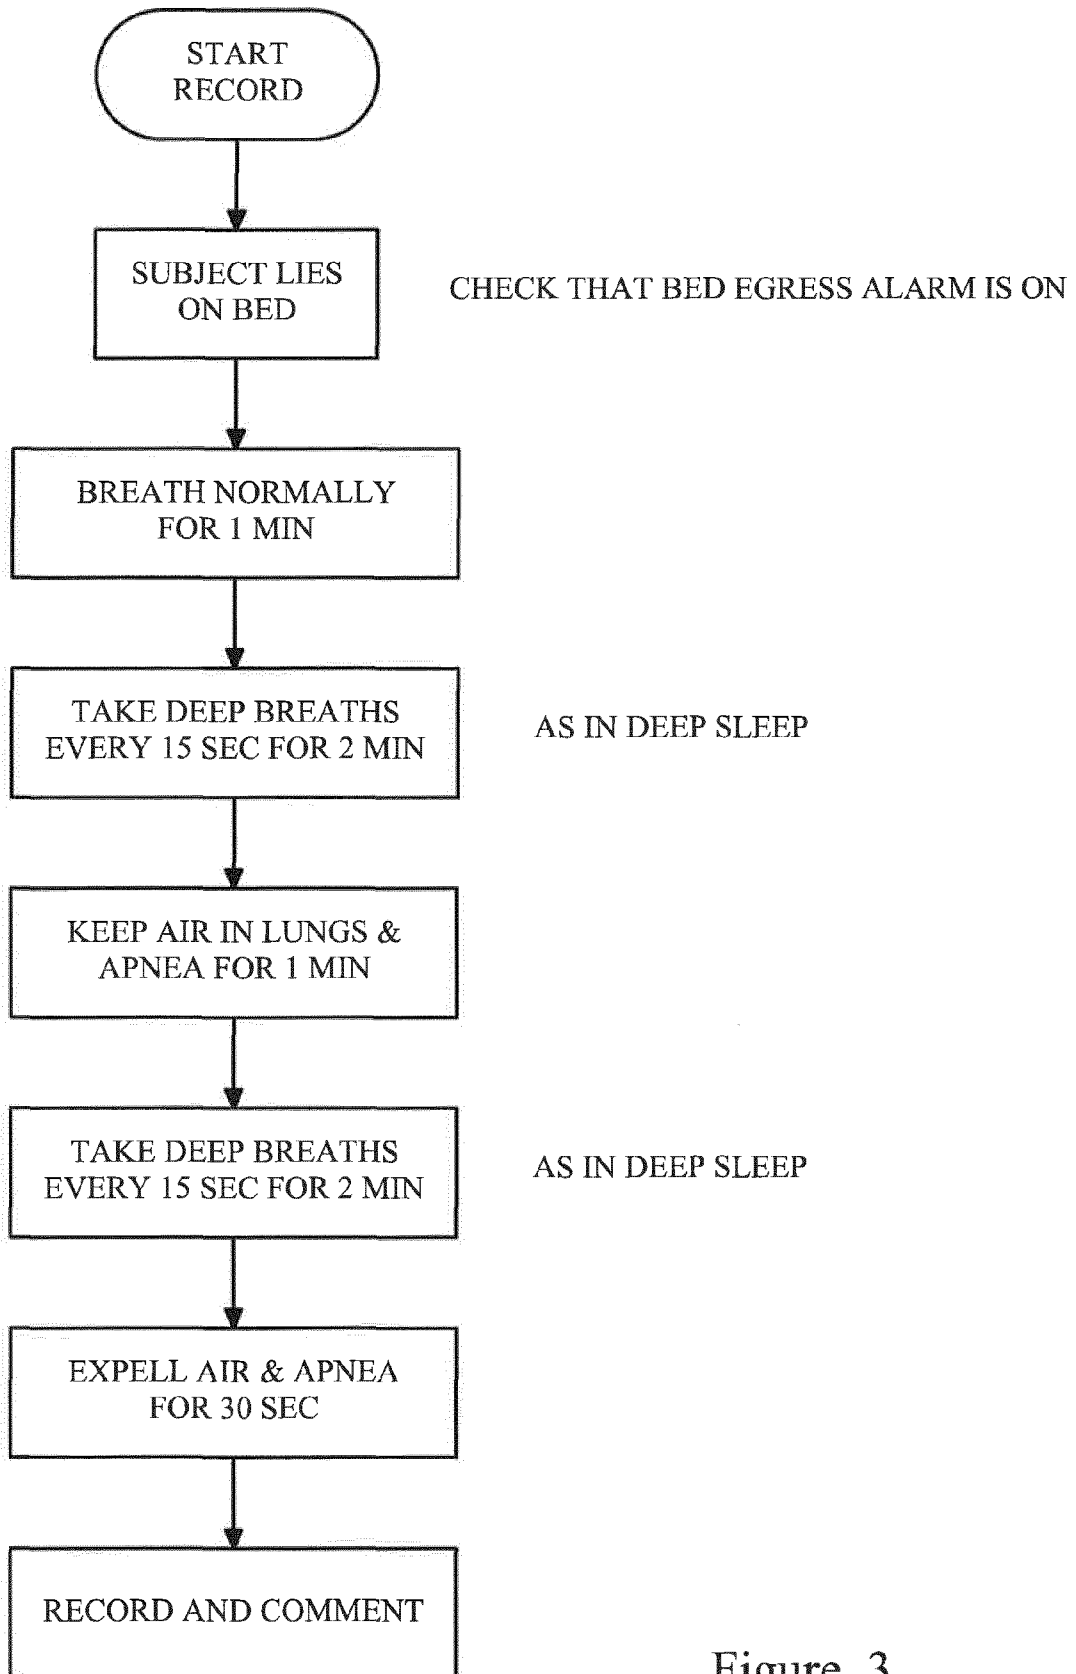 START
RECORD
SUBJECT LIES
ON BED
CHECK THAT BED EGRESS ALARM IS ON
BREATH NORMALLY
FOR 1 MIN
TAKE DEEP BREATHS
EVERY 15 SEC FOR 2 MIN
AS IN DEEP SLEEP
KEEP AIR IN LUNGS &
APNEA FOR 1 MIN
TAKE DEEP BREATHS
EVERY 15 SEC FOR 2 MIN
AS IN DEEP SLEEP
EXPELL AIR & APNEA
FOR 30 SEC
RECORD AND COMMENT
Figure 3